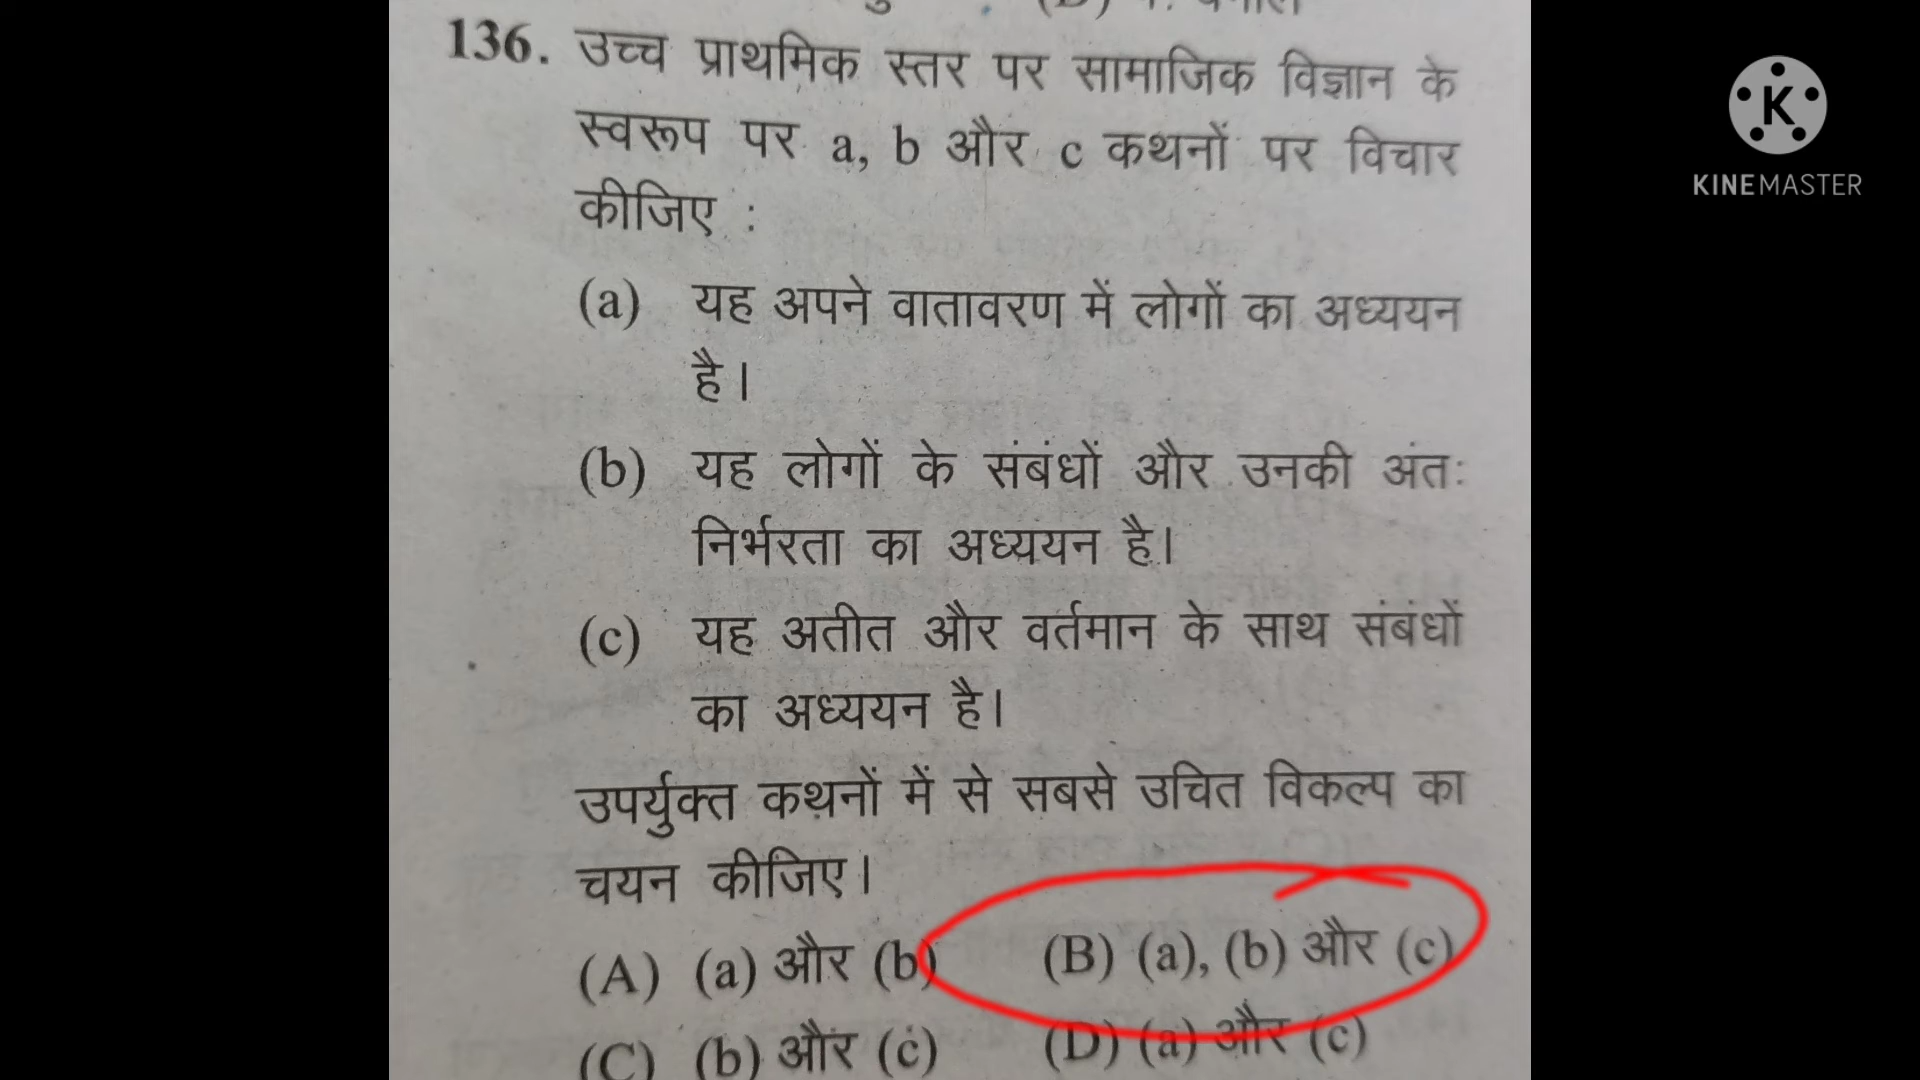 136. उच्च प्राथमिक स्तर पर सामाजिक विज्ञान के
स्वरूप पर a, b और c कथनों पर विचार
कीजिए :
(a) यह अपने वातावरण में लोगों का अध्ययन
है।
(b) यह लोगों के संबंधों और उनकी अंतः
निर्भरता का अध्ययन है।
(c) यह अतीत और वर्तमान के साथ संबंधों
का अध्ययन है।
उपर्युक्त कथनों में से सबसे उचित विकल्प का
चयन कीजिए।
(A) (a) और (b) (B) (a), (b) और (c)
(C) (b) और (c) (D) (a) और (c)
K
KINEMASTER